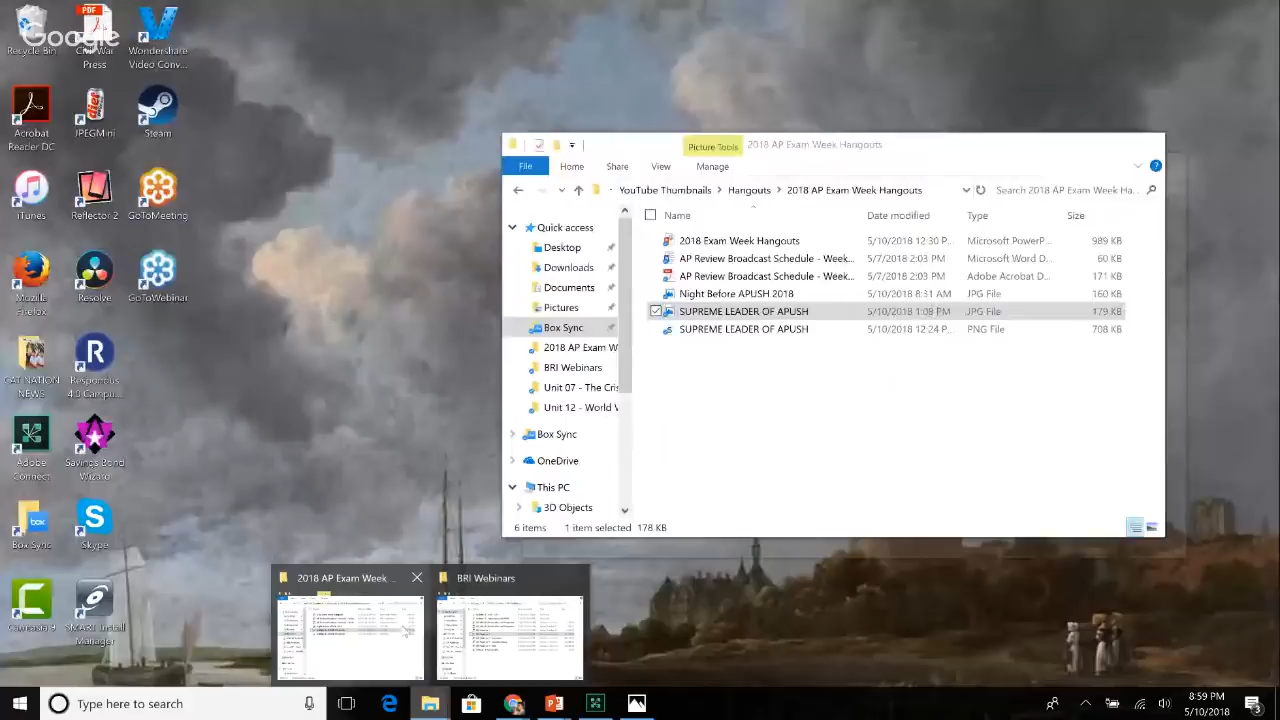 Google
Recycle Bin
Civil War
Press
Wondershare
Video Conv...
Acrobat
Reader DC
JPEGMini
Steam
iTunes
Reflector 2
GoToMeeting
Mozilla
Firefox
Resolve
GoToWebinar
CAT NATION
NEWS
Respondus
4.0 Campu...
Adobe
Connect
Savings Bond
Wizard
Box Sync
Skype
Picture Tools
2018 AP Exam Week Hangouts
File
Home
Share
View
Manage
YouTube Thumbnails > Hangouts > 2018 AP Exam Week Hangouts
Search 2018 AP Exam Week Ha...
Name
Date modified
Type
Size
Quick access
Desktop
Downloads
Documents
Pictures
Box Sync
2018 AP Exam W
BRI Webinars
Unit 07 - The Cris
Unit 12 - World V
Box Sync
OneDrive
This PC
3D Objects
2018 Exam Week Hangouts 5/10/2018 12:30 P... Microsoft PowerP... 989 KB
AP Review Broadcast Schedule - Week... 5/7/2018 2:03 PM Microsoft Word D... 60 KB
AP Review Broadcast Schedule - Week... 5/7/2018 2:03 PM Adobe Acrobat D... 171 KB
Night Before APUSH 2018 5/10/2018 8:31 AM JPG File 160 KB
SUPREME LEADER OF APUSH 5/10/2018 1:08 PM JPG File 179 KB
SUPREME LEADER OF APUSH 5/10/2018 12:24 P... PNG File 708 KB
6 items 1 item selected 178 KB
2018 AP Exam Week ...
BRI Webinars
Type here to search
8:59 PM
5/10/2018